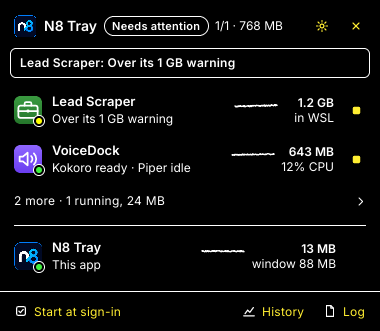 n8 N8 Tray Needs attention 1/1 · 768 MB
Lead Scraper: Over its 1 GB warning
Lead Scraper 1.2 GB
Over its 1 GB warning in WSL
VoiceDock 643 MB
Kokoro ready · Piper idle 12% CPU
2 more · 1 running, 24 MB
n8 N8 Tray 13 MB
This app window 88 MB
Start at sign-in History Log